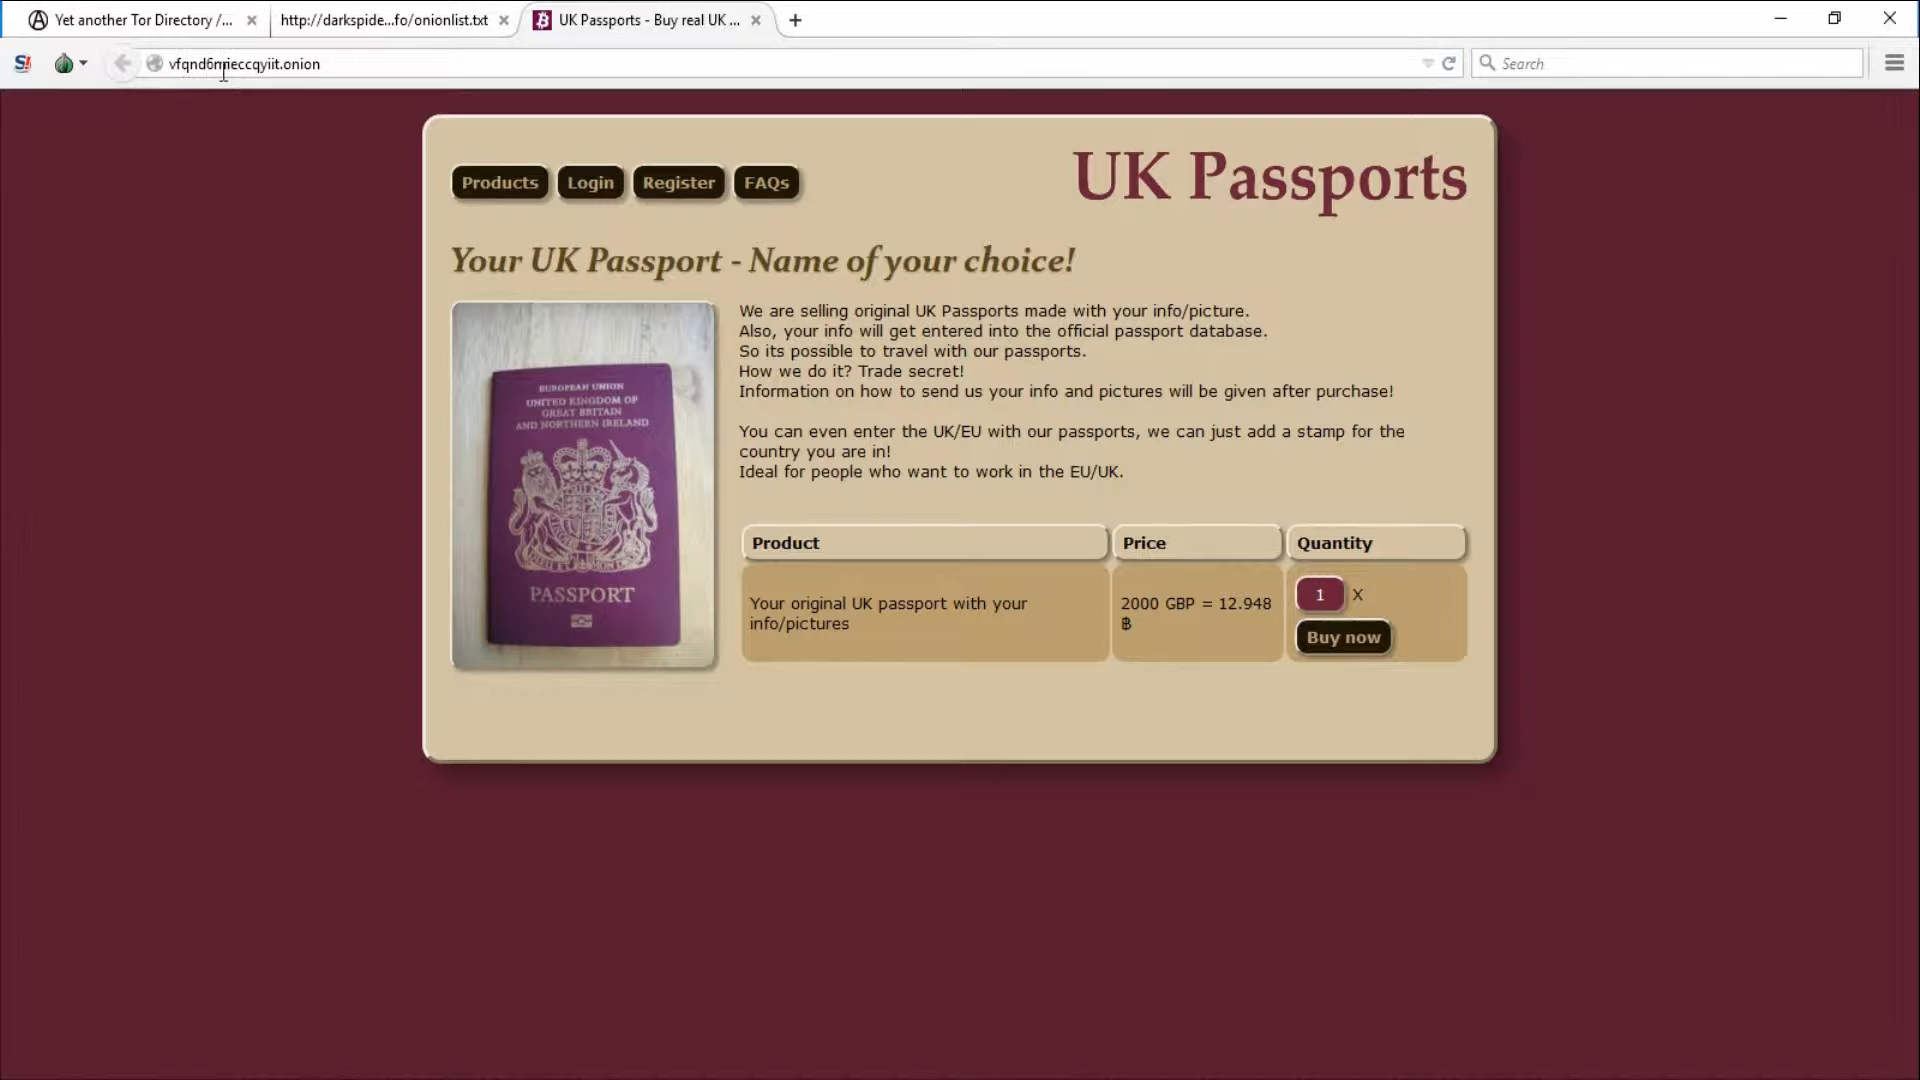 Yet another Tor Directory /...
http://darkspide...fo/onionlist.txt
UK Passports - Buy real UK ...
Search
Products
Login
Register
FAQs
UK Passports
Your UK Passport - Name of your choice!
We are selling original UK Passports made with your info/picture.
Also, your info will get entered into the official passport database.
So its possible to travel with our passports.
How we do it? Trade secret!
Information on how to send us your info and pictures will be given after purchase!
You can even enter the UK/EU with our passports, we can just add a stamp for the
country you are in!
Ideal for people who want to work in the EU/UK.
EUROPEAN UNION
UNITED KINGDOM OF
GREAT BRITAIN
AND NORTHERN IRELAND
PASSPORT
Product
Price
Quantity
Your original UK passport with your
info/pictures
2000 GBP = 12.948
฿
1 X
Buy now